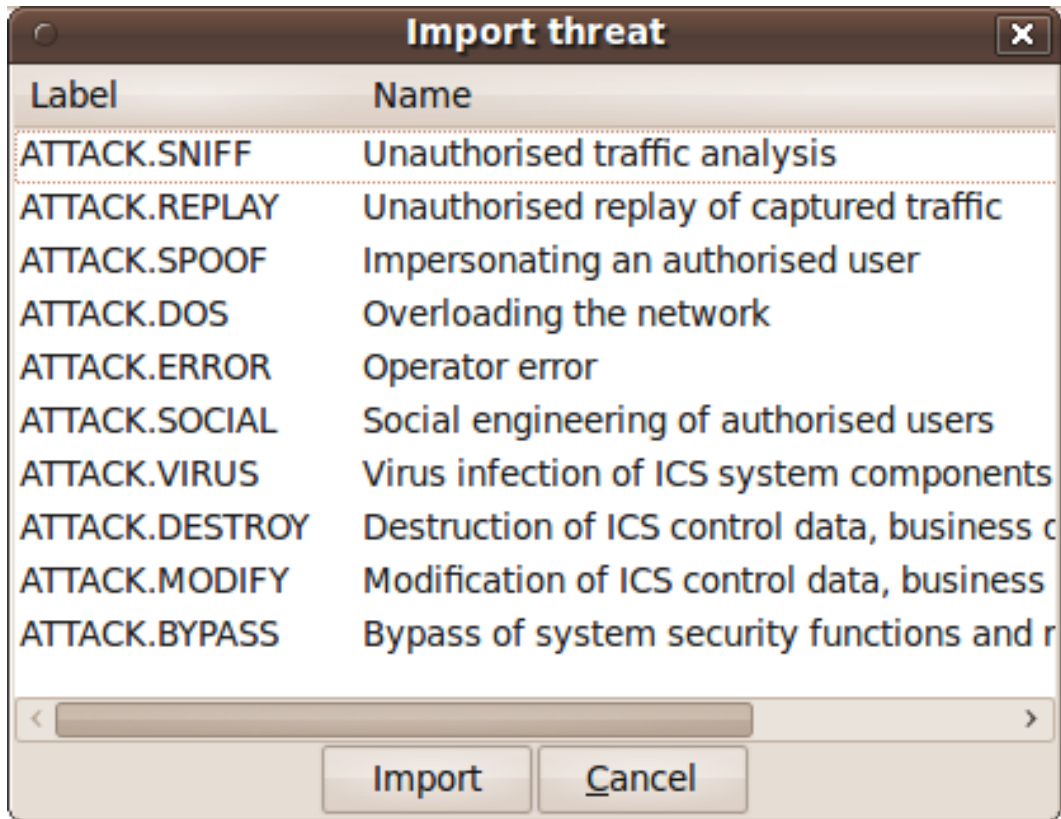 Import threat
Label Name
ATTACK.SNIFF Unauthorised traffic analysis
ATTACK.REPLAY Unauthorised replay of captured traffic
ATTACK.SPOOF Impersonating an authorised user
ATTACK.DOS Overloading the network
ATTACK.ERROR Operator error
ATTACK.SOCIAL Social engineering of authorised users
ATTACK.VIRUS Virus infection of ICS system components
ATTACK.DESTROY Destruction of ICS control data, business
ATTACK.MODIFY Modification of ICS control data, business
ATTACK.BYPASS Bypass of system security functions and
Import Cancel